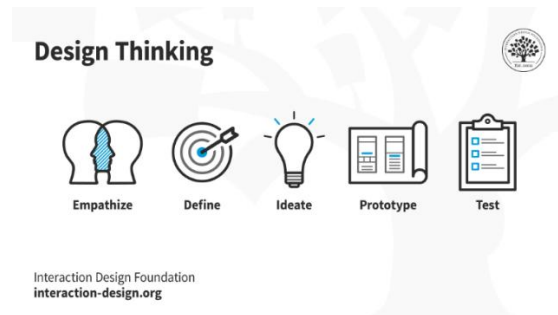 Design Thinking
Empathize
Define
Ideate
Prototype
Test
Interaction Design Foundation
interaction-design.org